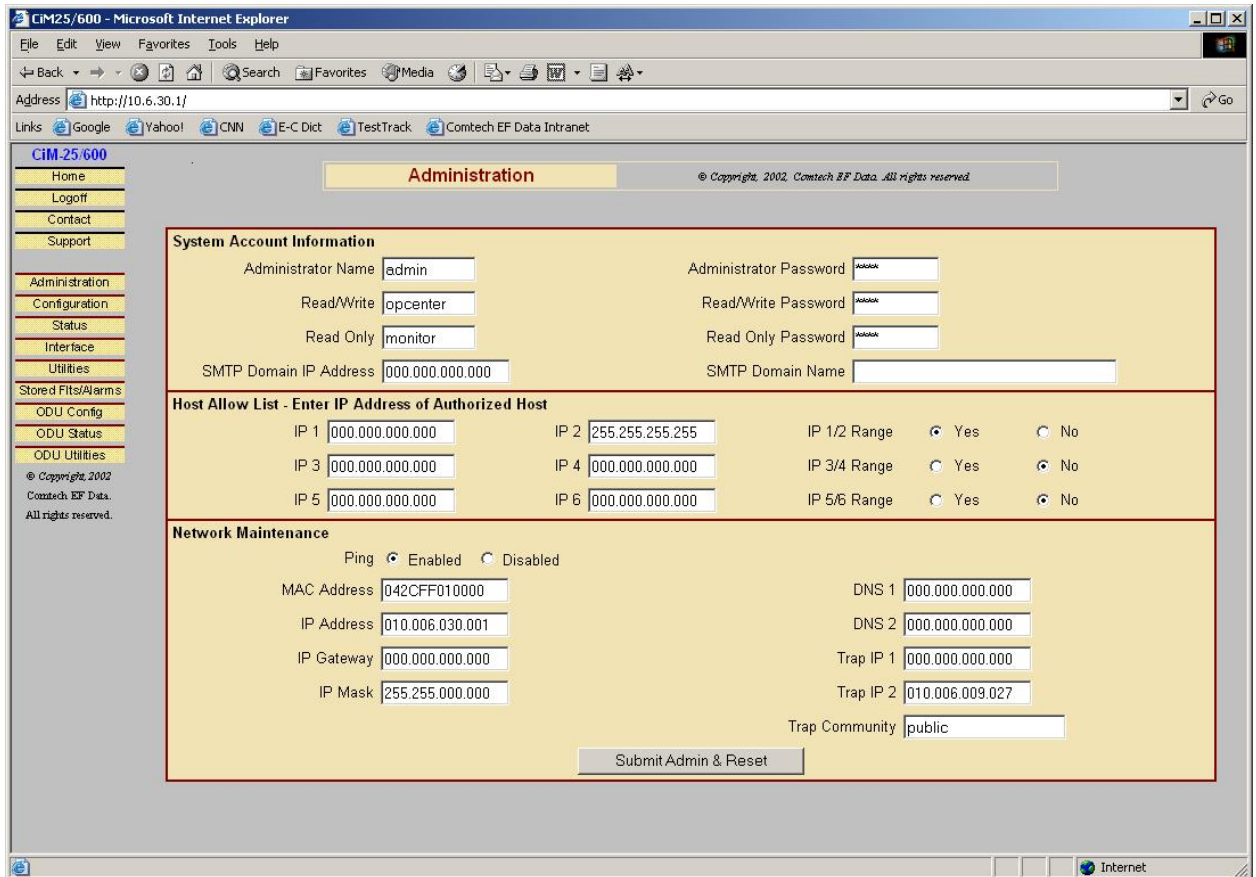 CiM25/600 - Microsoft Internet Explorer
File Edit View Favorites Tools Help
Back Search Favorites Media
Address http://10.6.30.1/ Go
Links Google Yahoo! CNN E-C Dict TestTrack Comtech EF Data Intranet
CiM-25/600
Home
Logoff
Contact
Support
Administration
Configuration
Status
Interface
Utilities
Stored Flts/Alarms
ODU Config
ODU Status
ODU Utilities
© Copyright, 2002
Comtech EF Data.
All rights reserved.
Administration © Copyright, 2002, Comtech EF Data. All rights reserved.
System Account Information
Administrator Name admin Administrator Password *****
Read/Write opcenter Read/Write Password *****
Read Only monitor Read Only Password *****
SMTP Domain IP Address 000.000.000.000 SMTP Domain Name
Host Allow List - Enter IP Address of Authorized Host
IP 1 000.000.000.000 IP 2 255.255.255.255 IP 1/2 Range Yes No
IP 3 000.000.000.000 IP 4 000.000.000.000 IP 3/4 Range Yes No
IP 5 000.000.000.000 IP 6 000.000.000.000 IP 5/6 Range Yes No
Network Maintenance
Ping Enabled Disabled
MAC Address 042CFF010000 DNS 1 000.000.000.000
IP Address 010.006.030.001 DNS 2 000.000.000.000
IP Gateway 000.000.000.000 Trap IP 1 000.000.000.000
IP Mask 255.255.000.000 Trap IP 2 010.006.009.027
Trap Community public
Submit Admin & Reset
Internet